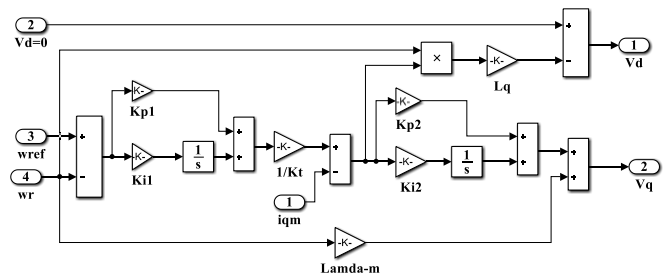 2
Vd=0
+
-
1
Vd
×
-K-
Lq
K-
Kp1
K-
Kp2
3
wref
4
wr
+
-
K-
Ki1
1
s
+
+
-K-
1/Kt
+
-
1
iqm
K-
Ki2
1
s
+
+
+
+
2
Vq
-K-
Lamda-m